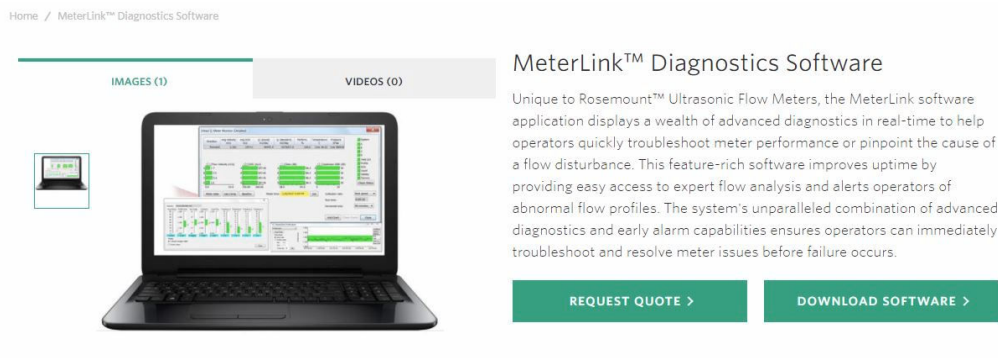 Home / MeterLink™ Diagnostics Software
IMAGES (1)
VIDEOS (0)
MeterLink™ Diagnostics Software
Unique to Rosemount™ Ultrasonic Flow Meters, the MeterLink software
application displays a wealth of advanced diagnostics in real-time to help
operators quickly troubleshoot meter performance or pinpoint the cause of
a flow disturbance. This feature-rich software improves uptime by
providing easy access to expert flow analysis and alerts operators of
abnormal flow profiles. The system's unparalleled combination of advanced
diagnostics and early alarm capabilities ensures operators can immediately
troubleshoot and resolve meter issues before failure occurs.
REQUEST QUOTE >
DOWNLOAD SOFTWARE >